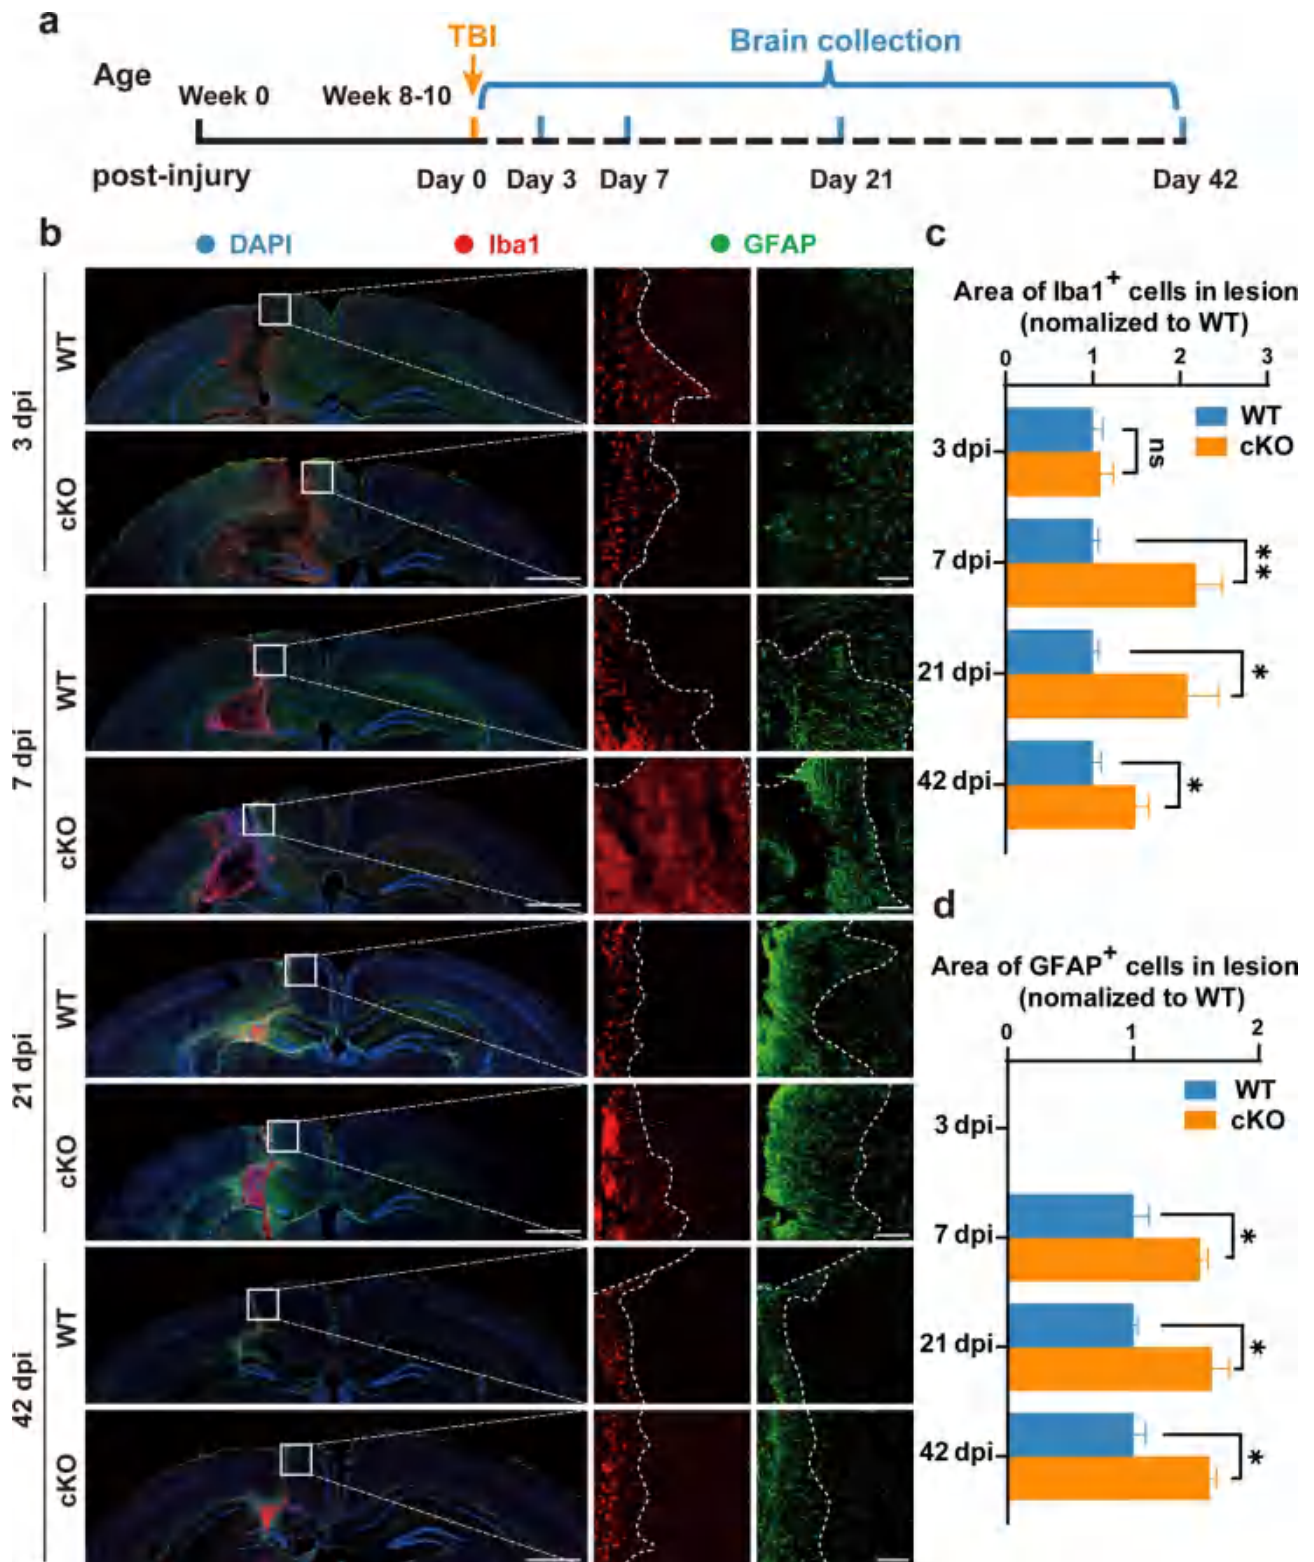 a
TBI
Brain collection
Age
Week 0
Week 8-10
post-injury
Day 0
Day 3
Day 7
Day 21
Day 42
b
DAPI
Iba1
GFAP
3 dpi
WT
cKO
7 dpi
WT
cKO
21 dpi
WT
cKO
42 dpi
WT
cKO
c
Area of Iba1+ cells in lesion
(nomalized to WT)
0 1 2 3
WT
cKO
3 dpi
ns
7 dpi
**
21 dpi
*
42 dpi
*
d
Area of GFAP+ cells in lesion
(nomalized to WT)
0 1 2
WT
cKO
3 dpi
7 dpi
*
21 dpi
*
42 dpi
*